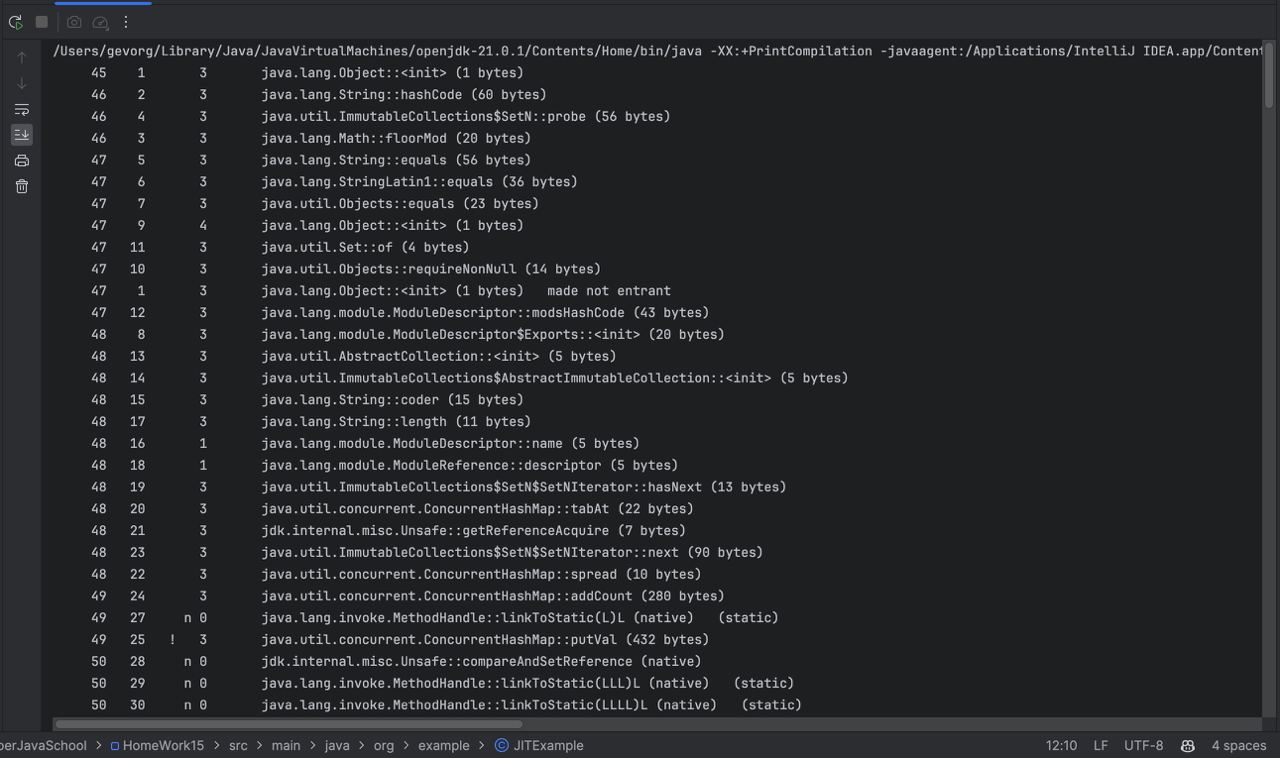 /Users/gevorg/Library/Java/JavaVirtualMachines/openjdk-21.0.1/Contents/Home/bin/java -XX:+PrintCompilation -javaagent:/Applications/IntelliJ IDEA.app/Content
45 1 3 java.lang.Object::<init> (1 bytes)
46 2 3 java.lang.String::hashCode (60 bytes)
46 4 3 java.util.ImmutableCollections$SetN::probe (56 bytes)
46 3 3 java.lang.Math::floorMod (20 bytes)
47 5 3 java.lang.String::equals (56 bytes)
47 6 3 java.lang.StringLatin1::equals (36 bytes)
47 7 3 java.util.Objects::equals (23 bytes)
47 9 4 java.lang.Object::<init> (1 bytes)
47 11 3 java.util.Set::of (4 bytes)
47 10 3 java.util.Objects::requireNonNull (14 bytes)
47 1 3 java.lang.Object::<init> (1 bytes) made not entrant
47 12 3 java.lang.module.ModuleDescriptor::modsHashCode (43 bytes)
48 8 3 java.lang.module.ModuleDescriptor$Exports::<init> (20 bytes)
48 13 3 java.util.AbstractCollection::<init> (5 bytes)
48 14 3 java.util.ImmutableCollections$AbstractImmutableCollection::<init> (5 bytes)
48 15 3 java.lang.String::coder (15 bytes)
48 17 3 java.lang.String::length (11 bytes)
48 16 1 java.lang.module.ModuleDescriptor::name (5 bytes)
48 18 1 java.lang.module.ModuleReference::descriptor (5 bytes)
48 19 3 java.util.ImmutableCollections$SetN$SetNIterator::hasNext (13 bytes)
48 20 3 java.util.concurrent.ConcurrentHashMap::tabAt (22 bytes)
48 21 3 jdk.internal.misc.Unsafe::getReferenceAcquire (7 bytes)
48 23 3 java.util.ImmutableCollections$SetN$SetNIterator::next (90 bytes)
48 22 3 java.util.concurrent.ConcurrentHashMap::spread (10 bytes)
49 24 3 java.util.concurrent.ConcurrentHashMap::addCount (280 bytes)
49 27 n 0 java.lang.invoke.MethodHandle::linkToStatic(L)L (native) (static)
49 25 ! 3 java.util.concurrent.ConcurrentHashMap::putVal (432 bytes)
50 28 n 0 jdk.internal.misc.Unsafe::compareAndSetReference (native)
50 29 n 0 java.lang.invoke.MethodHandle::linkToStatic(LLL)L (native) (static)
50 30 n 0 java.lang.invoke.MethodHandle::linkToStatic(LLLL)L (native) (static)
perJavaSchool > HomeWork15 > src > main > java > org > example > JITExample 12:10 LF UTF-8 4 spaces